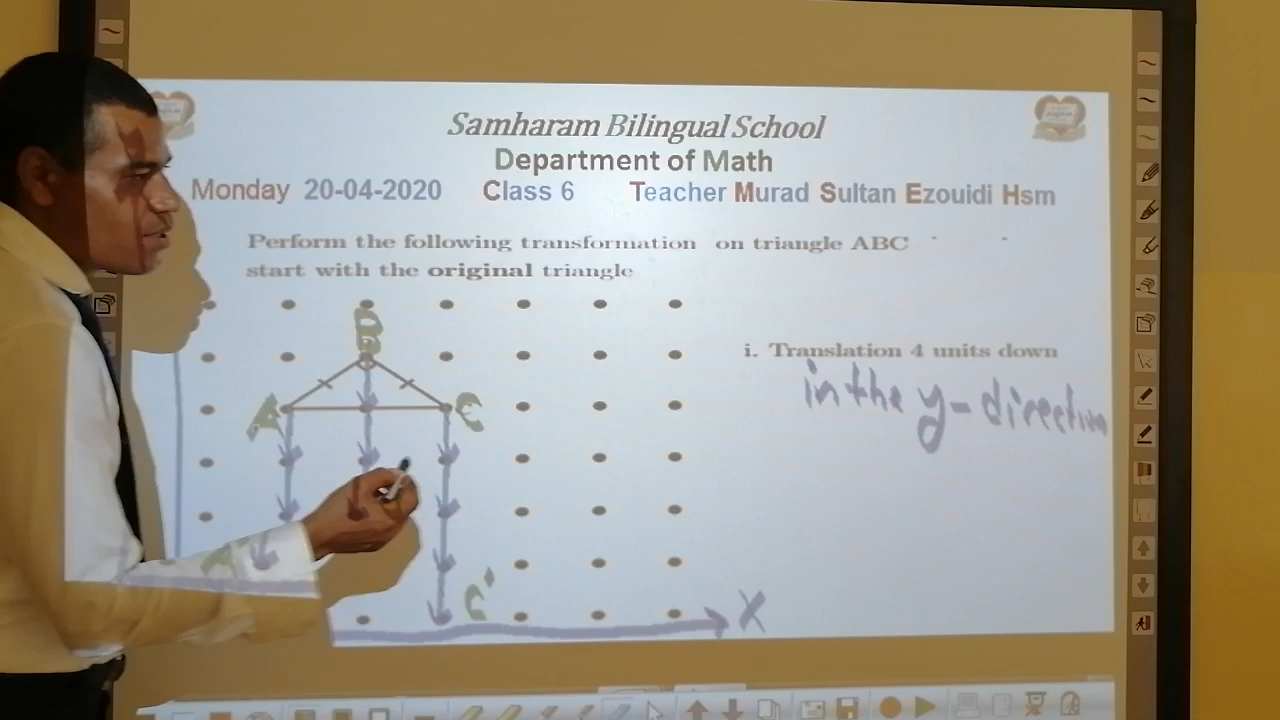 Samharam Bilingual School
Department of Math
Monday 20-04-2020 Class 6 Teacher Murad Sultan Ezouidi Hsm
Perform the following transformation on triangle ABC
start with the original triangle
B
i. Translation 4 units down
in the y-direction
A C
A'
C'
X